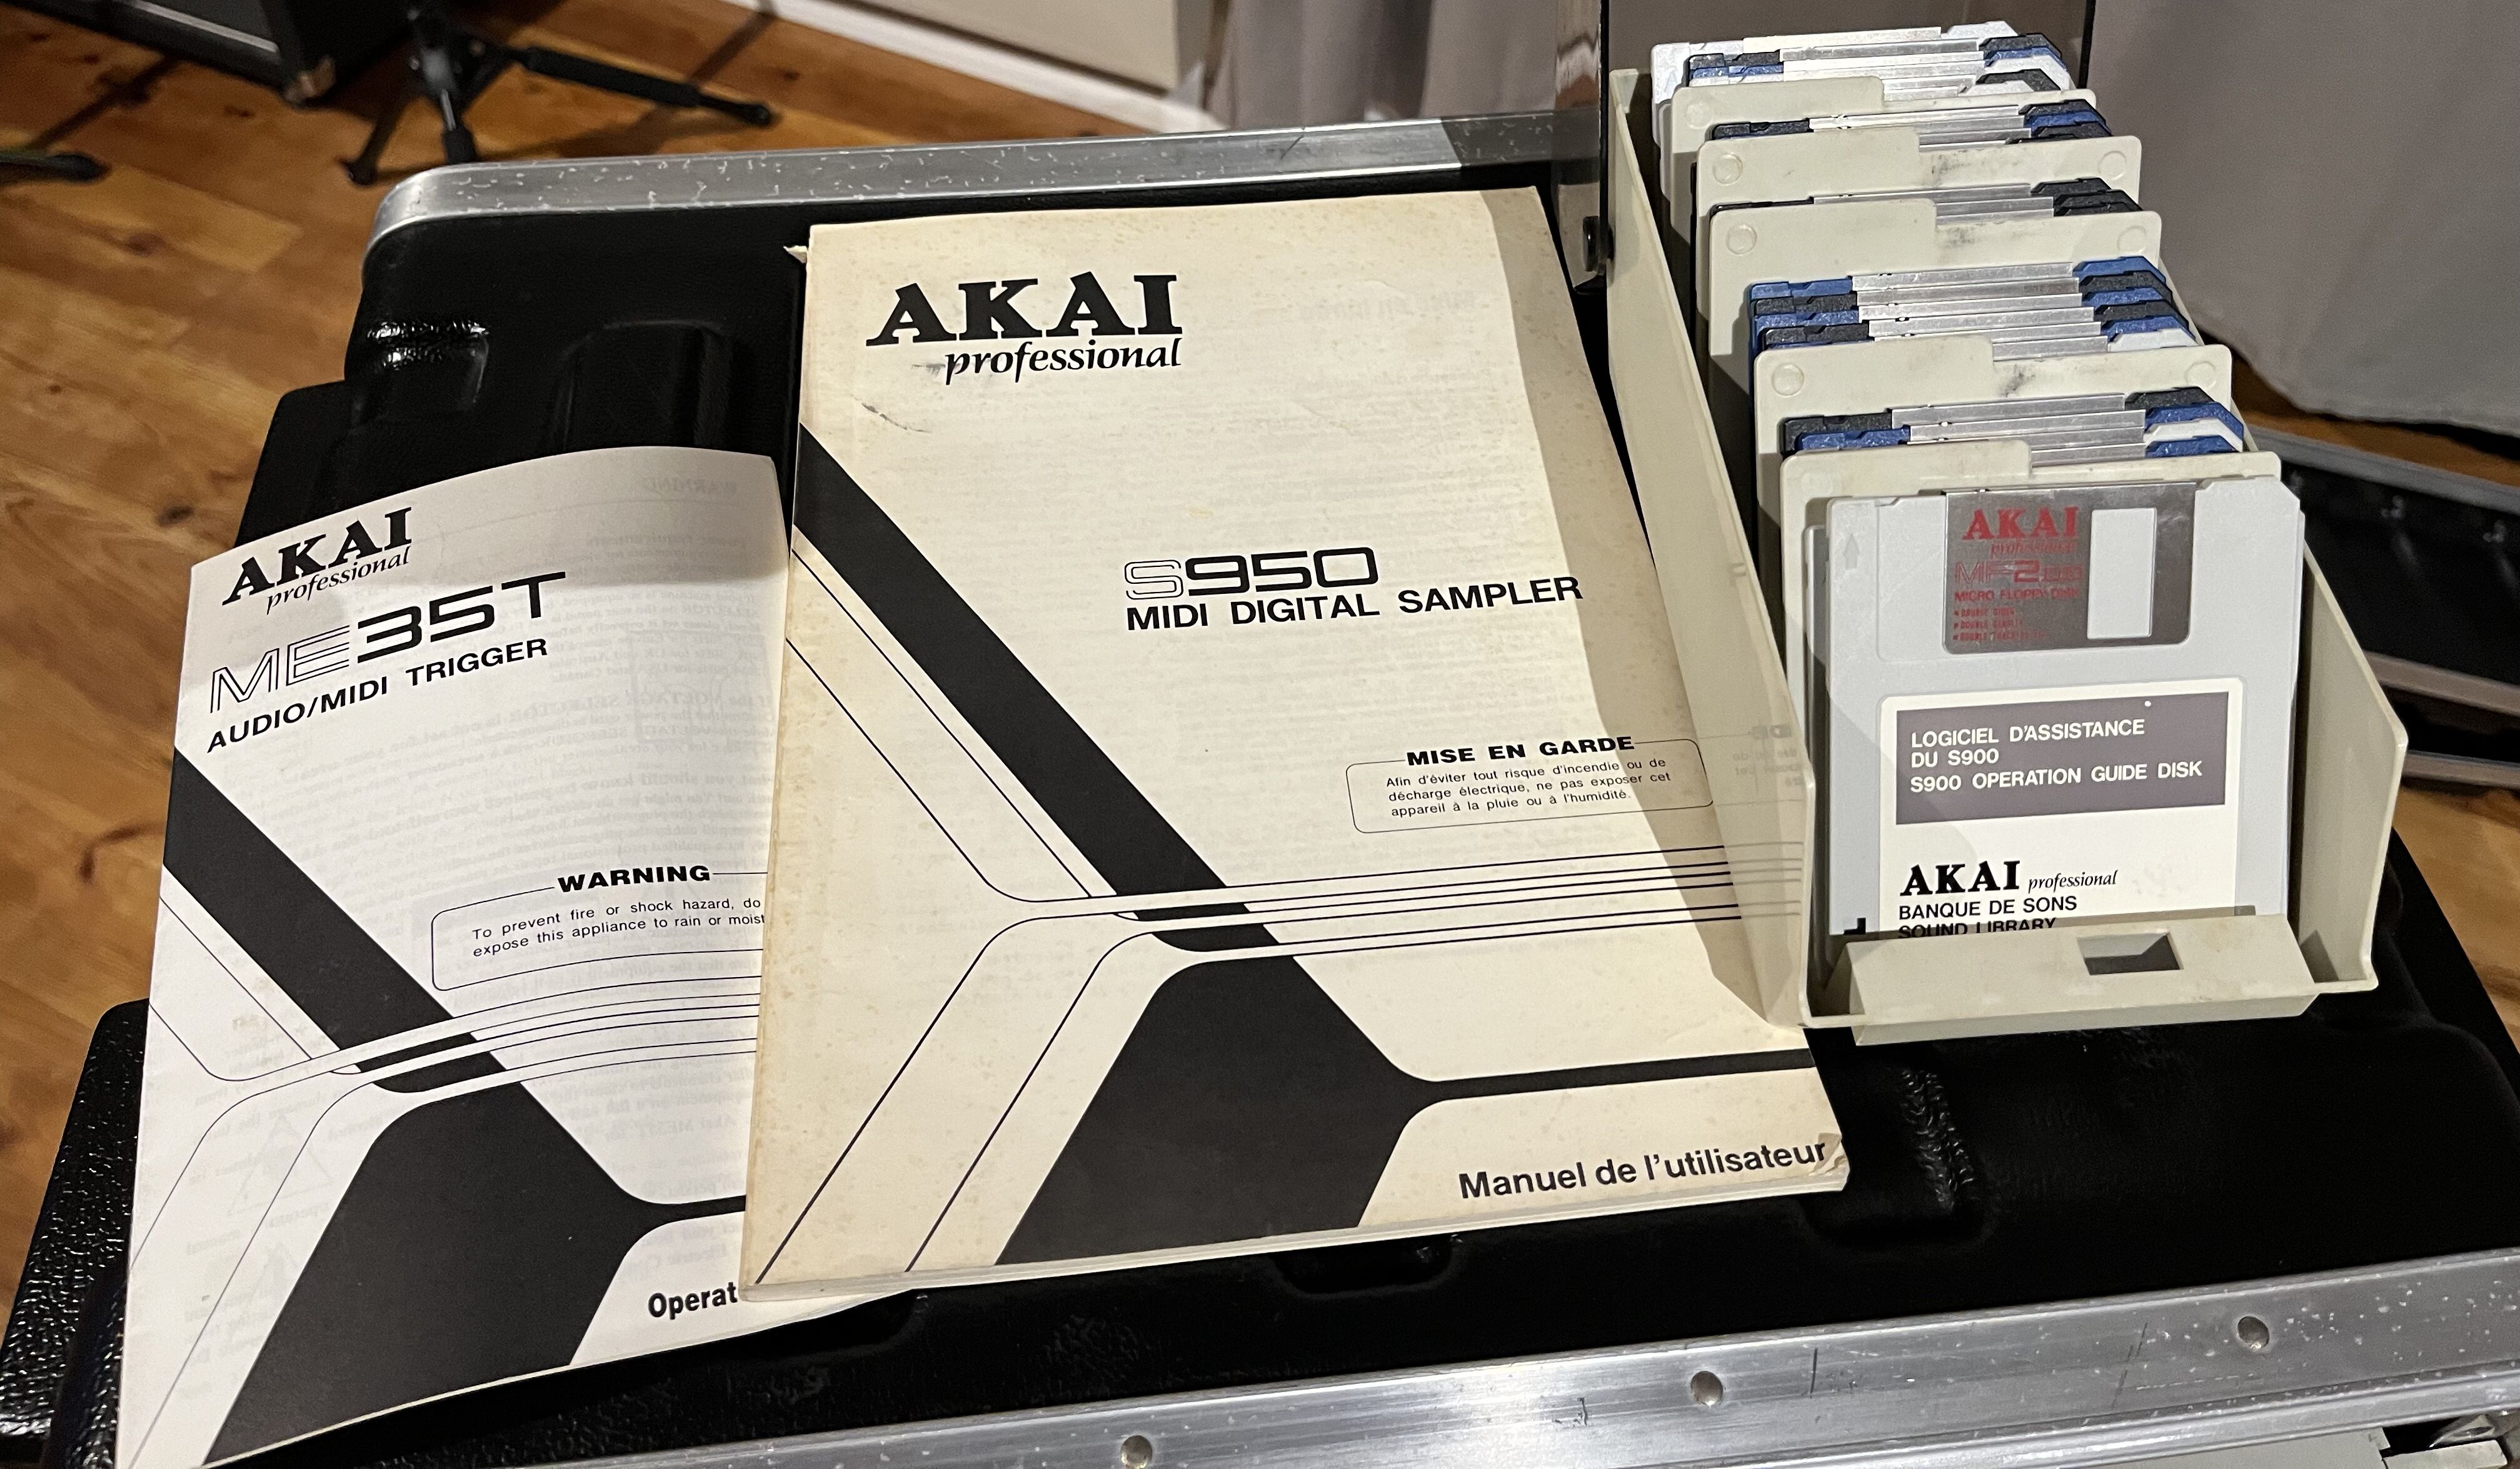 AKAI
professional
ME35T
AUDIO/MIDI TRIGGER
WARNING
To prevent fire or shock hazard, do
expose this appliance to rain or moist
Operat
AKAI
professional
S950
MIDI DIGITAL SAMPLER
MISE EN GARDE
Afin d'éviter tout risque d'incendie ou de
décharge électrique, ne pas exposer cet
appareil à la pluie ou à l'humidité.
Manuel de l'utilisateur
AKAI
professional
MF2DD
MICRO FLOPPY DISK
LOGICIEL D'ASSISTANCE
DU S900
S900 OPERATION GUIDE DISK
AKAI professional
BANQUE DE SONS
SOUND LIBRARY